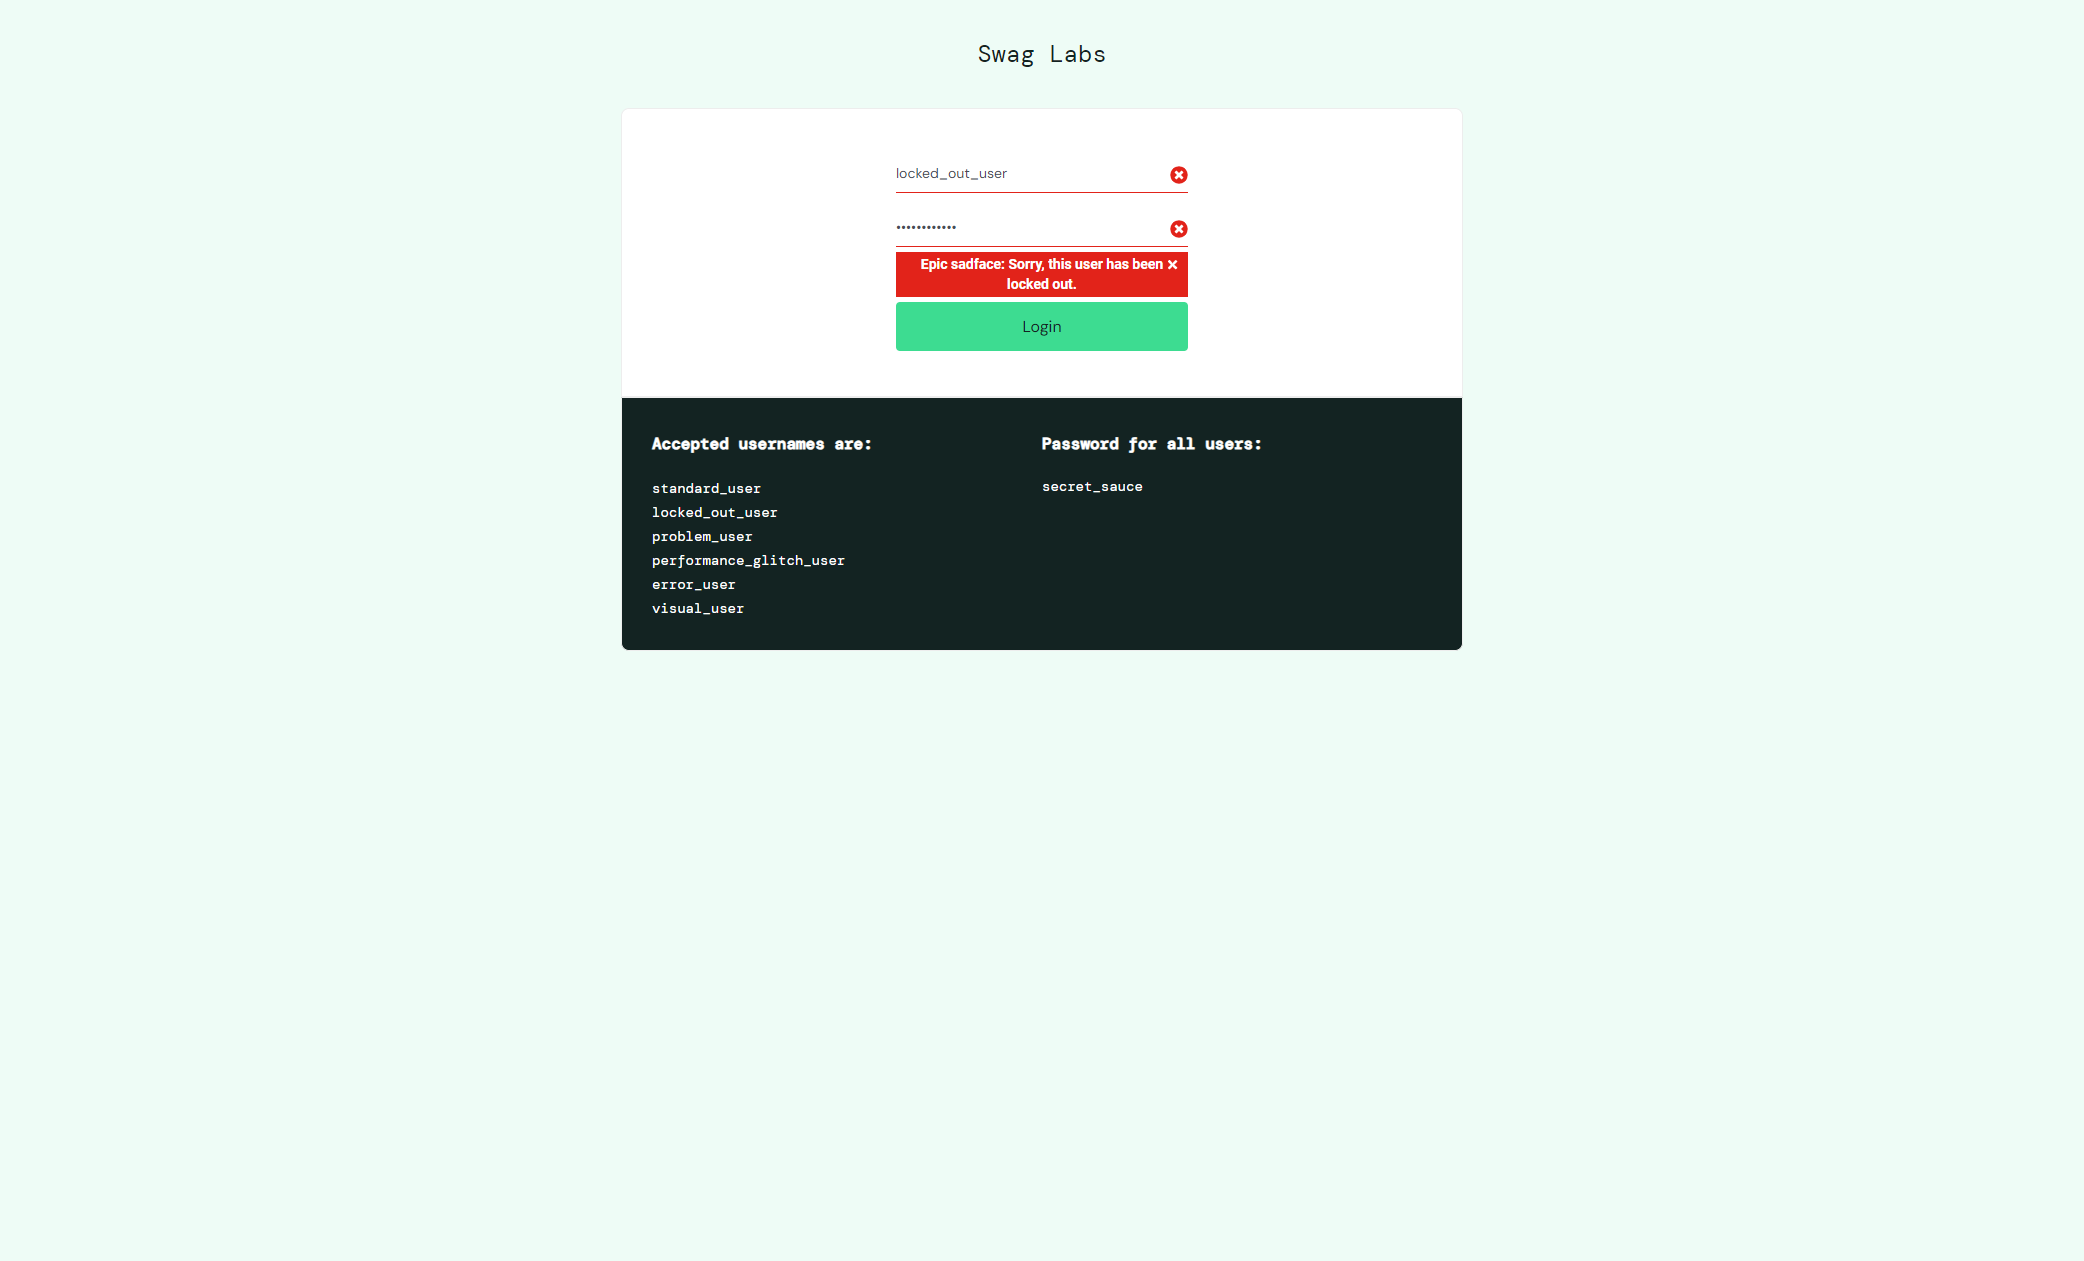 Swag Labs
locked_out_user
••••••••••••
Epic sadface: Sorry, this user has been
locked out.
Login
Accepted usernames are:
standard_user
locked_out_user
problem_user
performance_glitch_user
error_user
visual_user
Password for all users:
secret_sauce